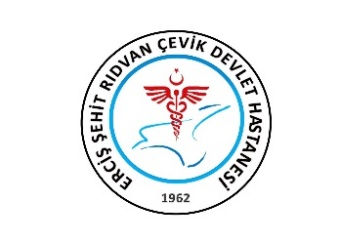 ERCİŞ ŞEHİT RIDVAN ÇEVİK DEVLET HASTANESİ
1962